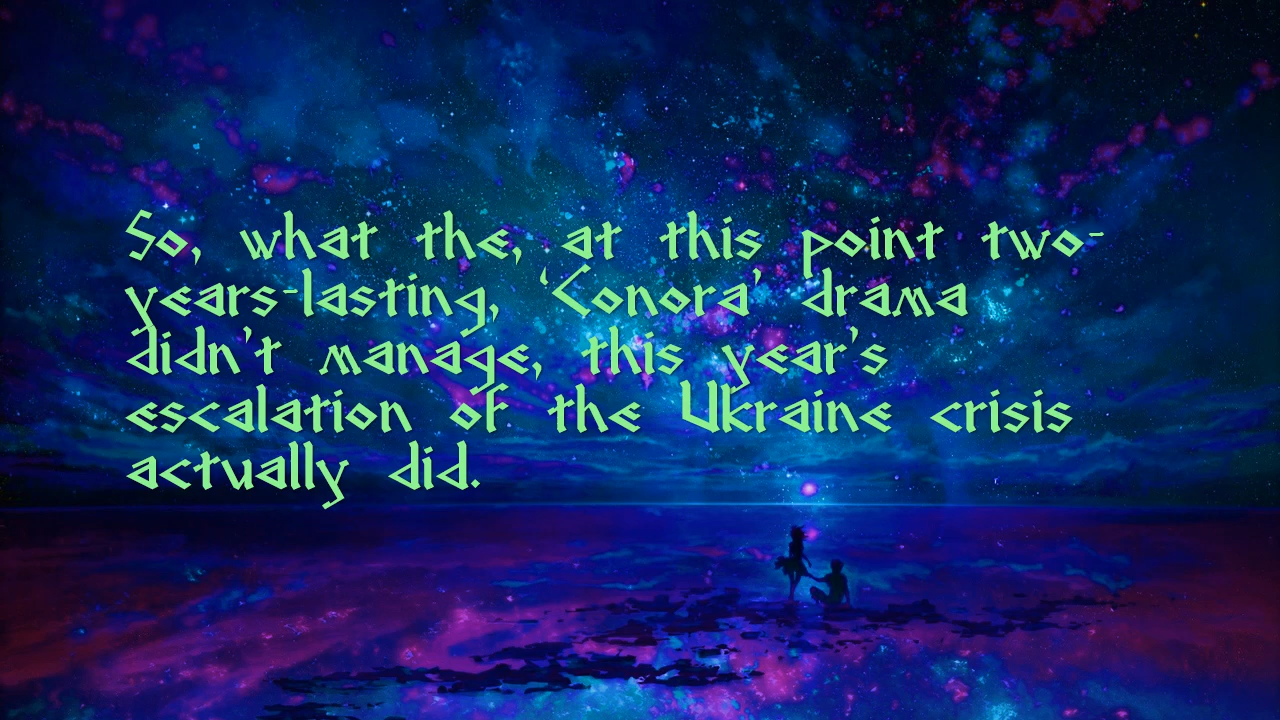 So, what the, at this point two-
years-lasting, ‘Conora’ drama
didn’t manage, this year’s
escalation of the Ukraine crisis
actually did.